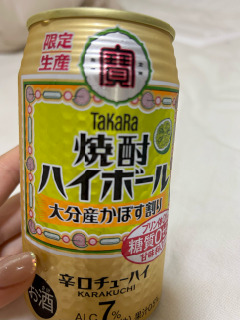 限定
生産
寶
TaKaRa
焼酎
ハイボール
大分産かぼす割り
プリン体
糖質0
甘味料
お酒
辛口チューハイ
KARAKUCHI
ALC.7%